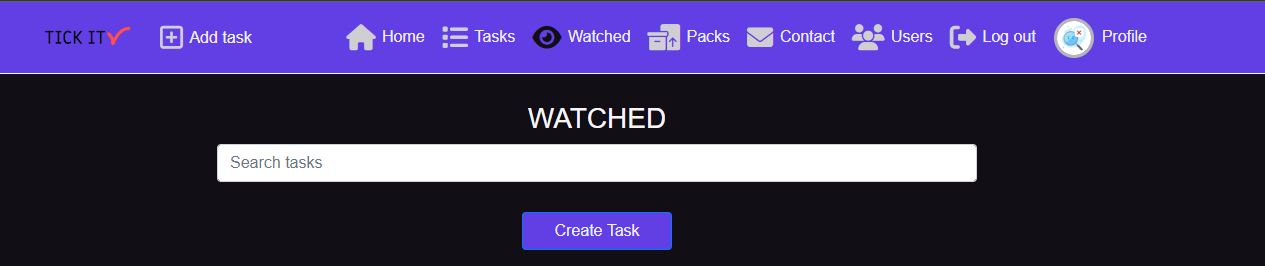 TICK IT Add task Home Tasks Watched Packs Contact Users Log out Profile
WATCHED
Search tasks
Create Task